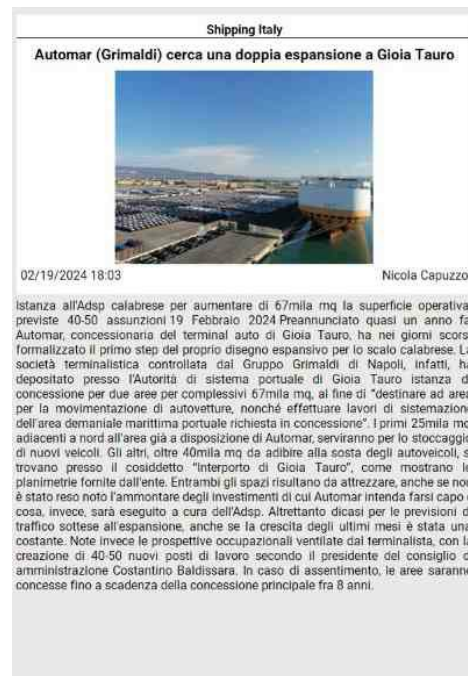 Shipping Italy
Automar (Grimaldi) cerca una doppia espansione a Gioia Tauro
02/19/2024 18:03
Nicola Capuzzo
Istanza all'Adsp calabrese per aumentare di 67mila mq la superficie operativa
previste 40-50 assunzioni 19 Febbraio 2024 Preannunciato quasi un anno fa
Automar, concessionaria del terminal auto di Gioia Tauro, ha nei giorni scors
formalizzato il primo step del proprio disegno espansivo per lo scalo calabrese. La
società terminalistica controllata dal Gruppo Grimaldi di Napoli, infatti, ha
depositato presso l'Autorità di sistema portuale di Gioia Tauro istanza d
concessione per due aree per complessivi 67mila mq, al fine di "destinare ad area
per la movimentazione di autovetture, nonché effettuare lavori di sistemazion
dell'area demaniale marittima portuale richiesta in concessione". I primi 25mila mq
adiacenti a nord all'area già a disposizione di Automar, serviranno per lo stoccaggi
di nuovi veicoli. Gli altri, oltre 40mila mq da adibire alla sosta degli autoveicoli, s
trovano presso il cosiddetto "Interporto di Gioia Tauro", come mostrano le
planimetrie fornite dall'ente. Entrambi gli spazi risultano da attrezzare, anche se non
è stato reso noto l'ammontare degli investimenti di cui Automar intenda farsi capo
cosa, invece, sarà eseguito a cura dell'Adsp. Altrettanto dicasi per le previsioni d
traffico sottese all'espansione, anche se la crescita degli ultimi mesi è stata una
costante. Note invece le prospettive occupazionali ventilate dal terminalista, con la
creazione di 40-50 nuovi posti di lavoro secondo il presidente del consiglio d
amministrazione Costantino Baldissara. In caso di assentimento, le aree saranno
concesse fino a scadenza della concessione principale fra 8 anni.